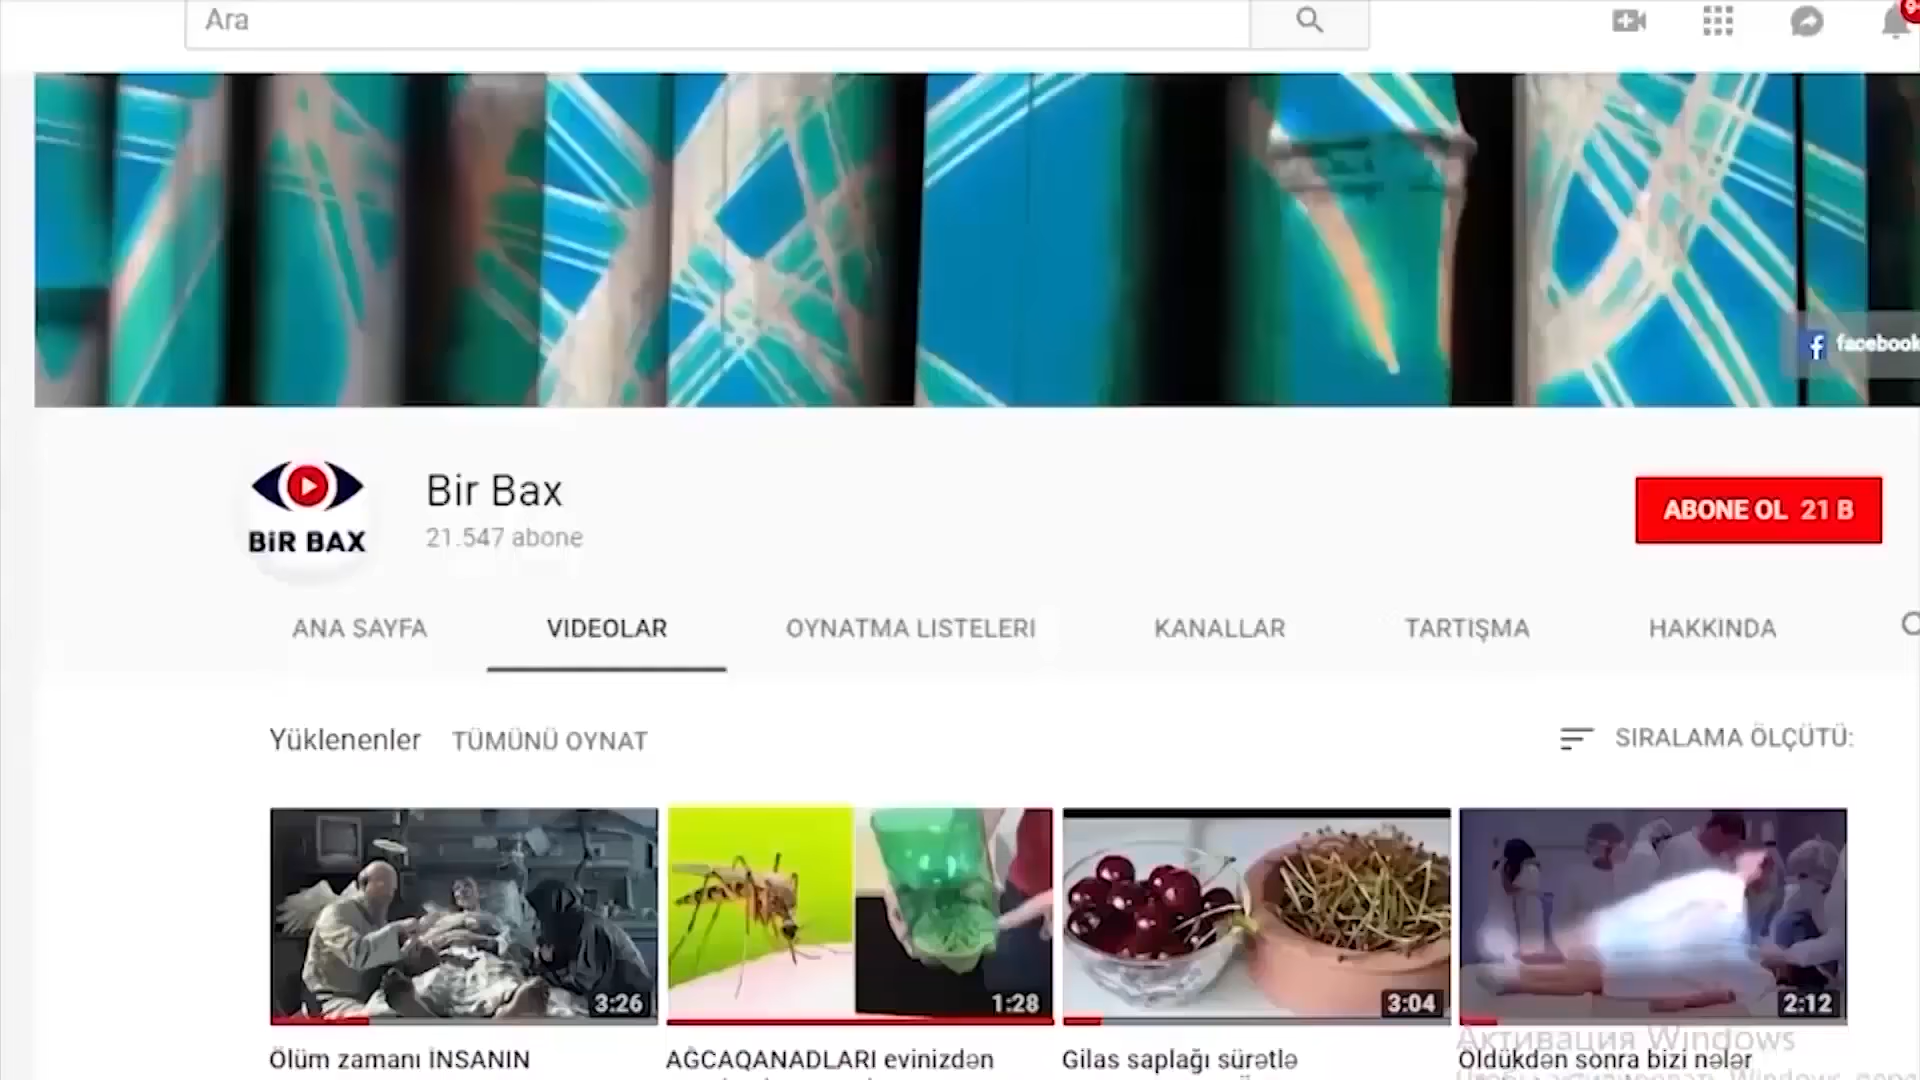 Ara
facebook
BİR BAX
Bir Bax
21.547 abone
ABONE OL 21 B
ANA SAYFA
VIDEOLAR
OYNATMA LISTELERI
KANALLAR
TARTIŞMA
HAKKINDA
Yüklenenler
TÜMÜNÜ OYNAT
SIRALAMA ÖLÇÜTÜ:
3:26
1:28
3:04
2:12
Ölüm zamanı İNSANIN
AĞCAQANADLARI evinizdən
Gilas saplağı sürətlə
Öldükdən sonra bizi nələr
Активация Windows